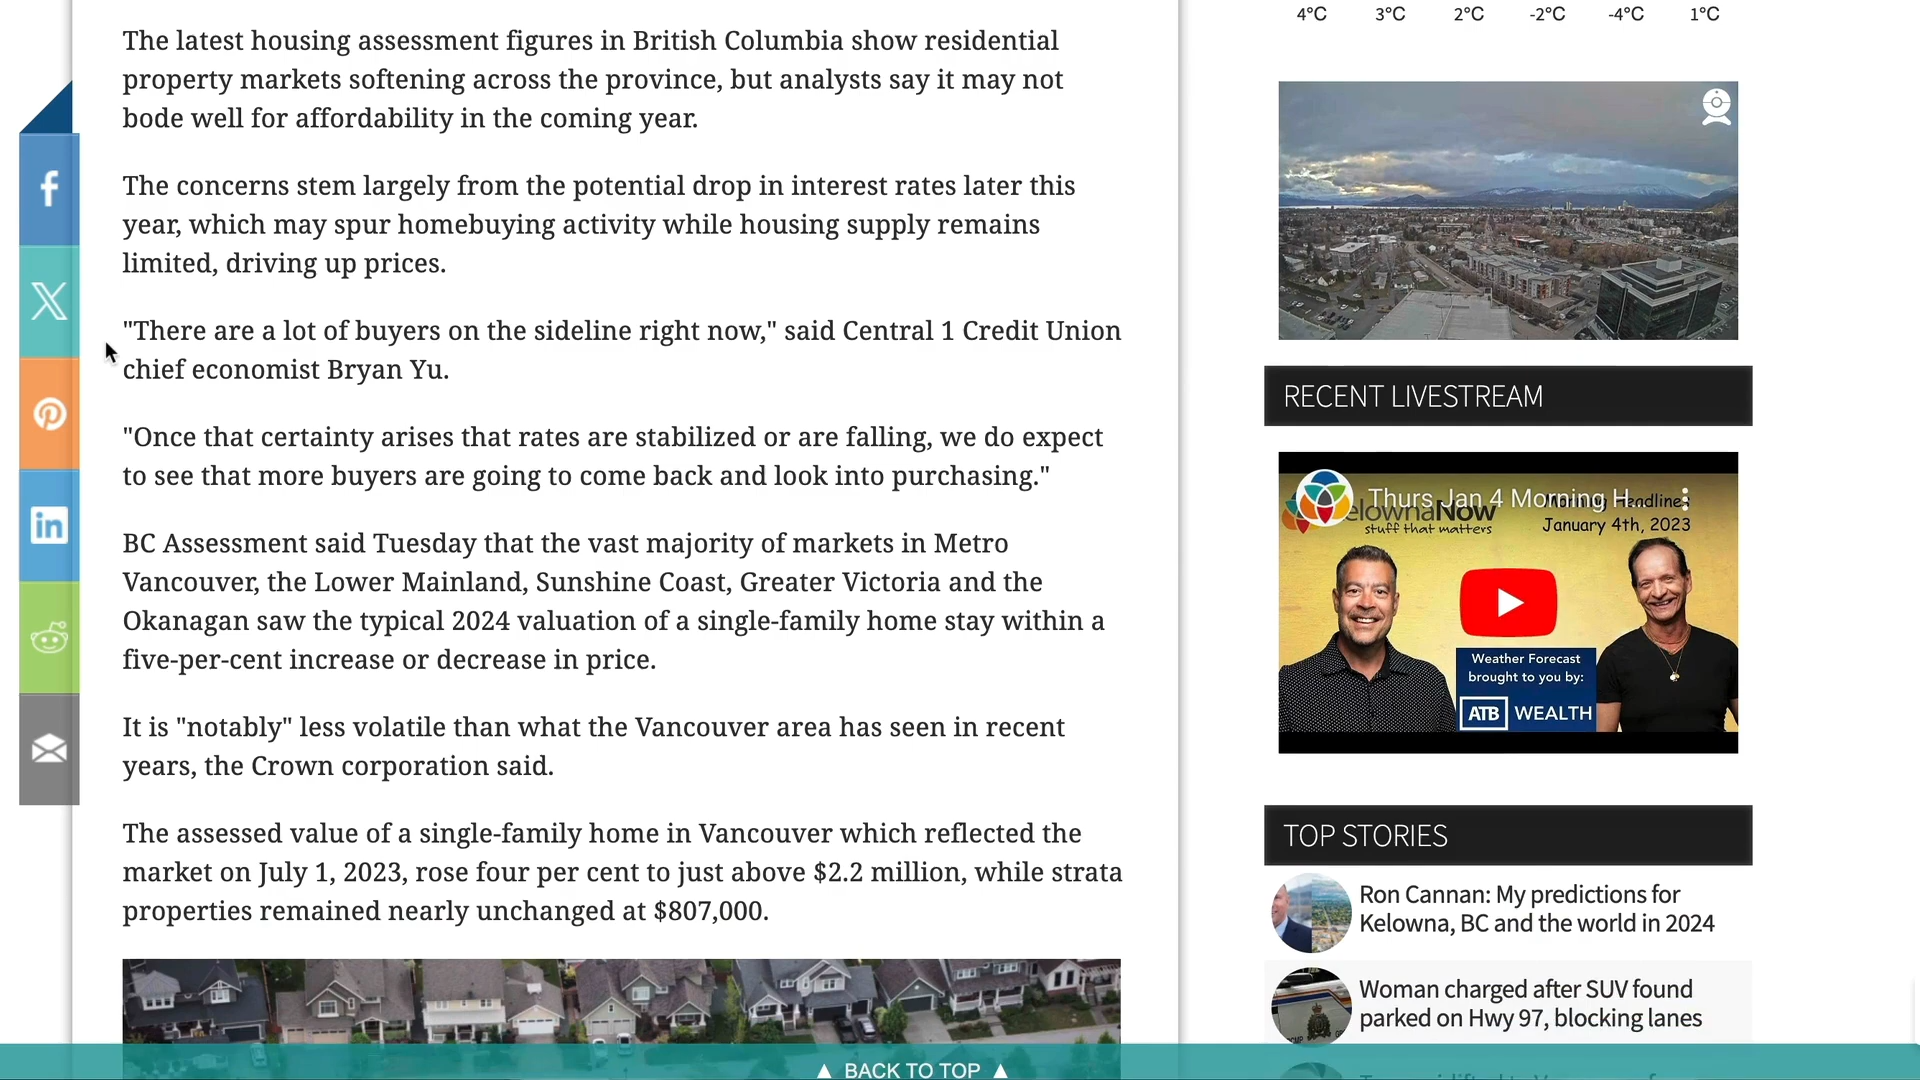 The latest housing assessment figures in British Columbia show residential
property markets softening across the province, but analysts say it may not
bode well for affordability in the coming year.
The concerns stem largely from the potential drop in interest rates later this
year, which may spur homebuying activity while housing supply remains
limited, driving up prices.
"There are a lot of buyers on the sideline right now," said Central 1 Credit Union
chief economist Bryan Yu.
"Once that certainty arises that rates are stabilized or are falling, we do expect
to see that more buyers are going to come back and look into purchasing."
BC Assessment said Tuesday that the vast majority of markets in Metro
Vancouver, the Lower Mainland, Sunshine Coast, Greater Victoria and the
Okanagan saw the typical 2024 valuation of a single-family home stay within a
five-per-cent increase or decrease in price.
It is "notably" less volatile than what the Vancouver area has seen in recent
years, the Crown corporation said.
The assessed value of a single-family home in Vancouver which reflected the
market on July 1, 2023, rose four per cent to just above $2.2 million, while strata
properties remained nearly unchanged at $807,000.
4°C 3°C 2°C -2°C -4°C 1°C
RECENT LIVESTREAM
Thurs Jan 4 Morning H...
elownaNow
stuff that matters
January 4th, 2023
Weather Forecast
brought to you by:
ATB WEALTH
TOP STORIES
Ron Cannan: My predictions for
Kelowna, BC and the world in 2024
Woman charged after SUV found
parked on Hwy 97, blocking lanes
▲ BACK TO TOP ▲